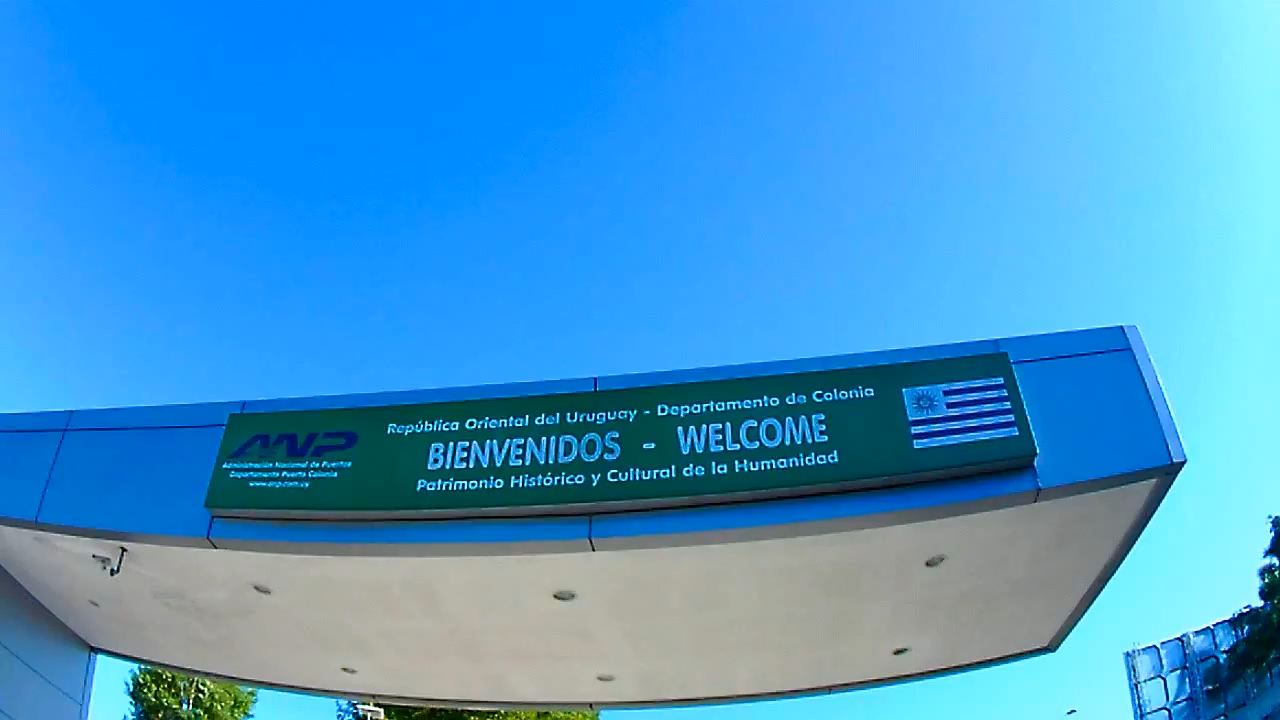 ANP
Administración Nacional de Puertos
Departamento Puerto Colonia
www.anp.com.uy
República Oriental del Uruguay - Departamento de Colonia
BIENVENIDOS - WELCOME
Patrimonio Histórico y Cultural de la Humanidad